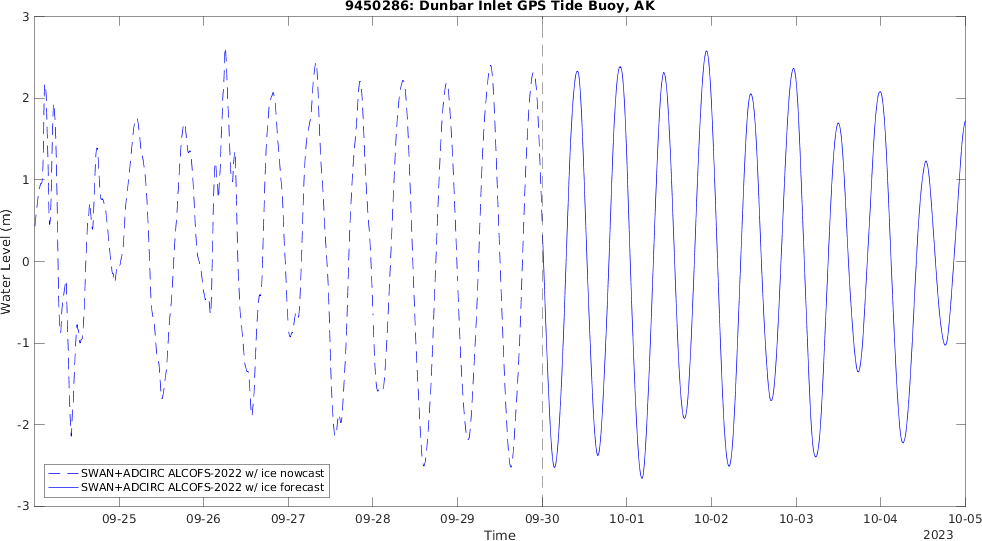 9450286: Dunbar Inlet GPS Tide Buoy, AK
Water Level (m)
3
2
1
0
-1
-2
-3
SWAN+ADCIRC ALCOFS-2022 w/ ice nowcast
SWAN+ADCIRC ALCOFS-2022 w/ ice forecast
09-25 09-26 09-27 09-28 09-29 09-30 10-01 10-02 10-03 10-04 10-05
Time
2023